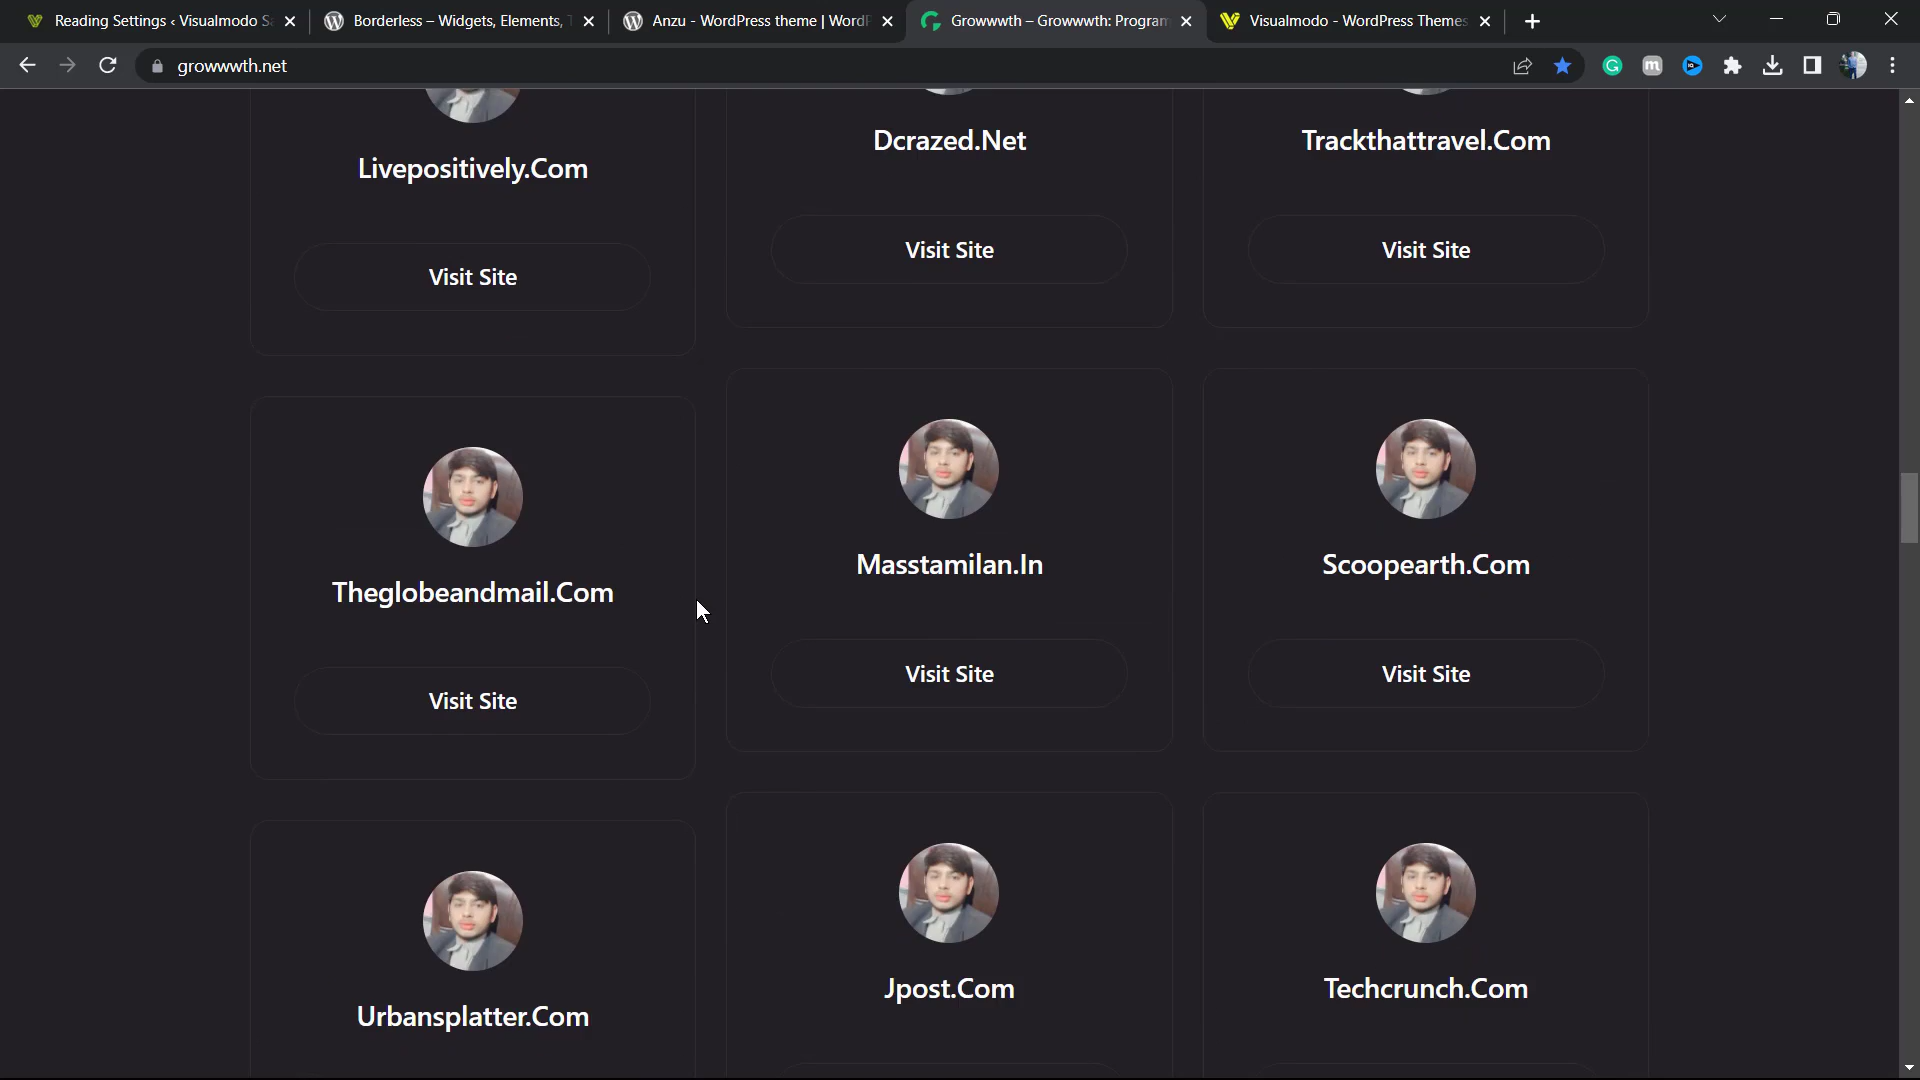 Reading Settings ‹ Visualmodo Sa
Borderless – Widgets, Elements, T
Anzu - WordPress theme | WordP
Growwwth – Growwwth: Program
Visualmodo - WordPress Themes
growwwth.net
Livepositively.Com
Visit Site
Dcrazed.Net
Visit Site
Trackthattravel.Com
Visit Site
Theglobeandmail.Com
Visit Site
Masstamilan.In
Visit Site
Scoopearth.Com
Visit Site
Urbansplatter.Com
Jpost.Com
Techcrunch.Com